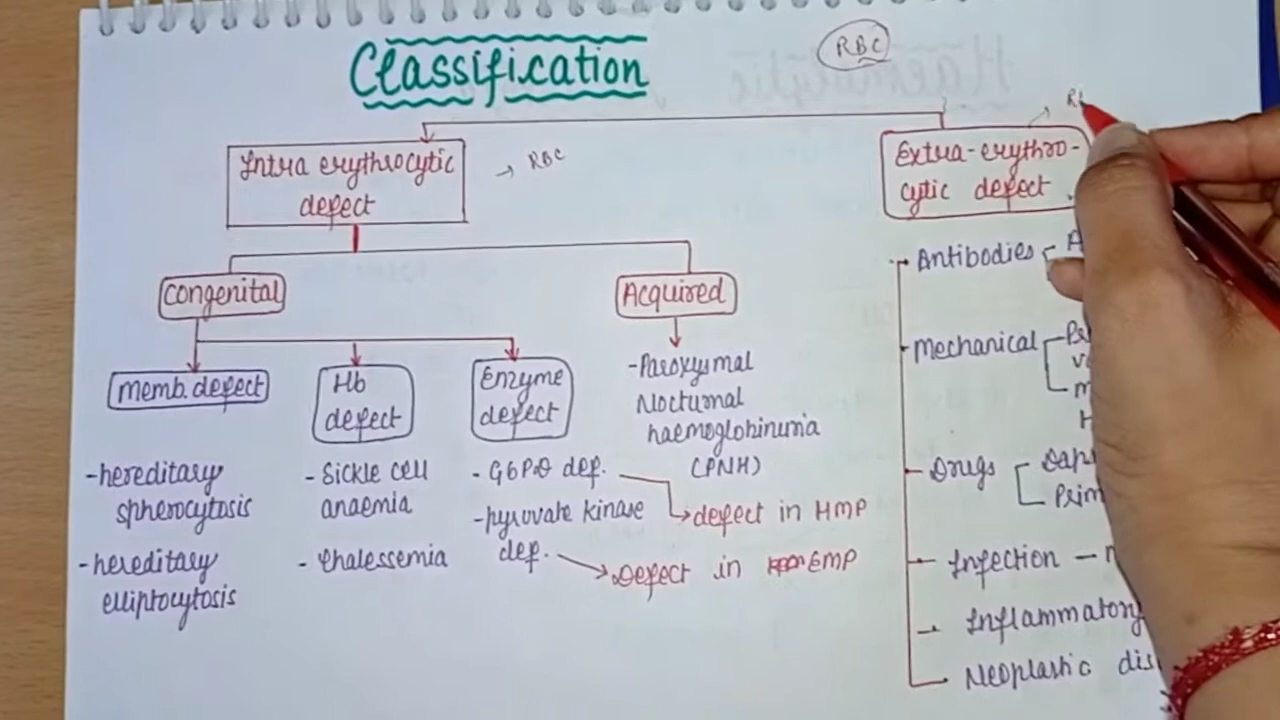 Classification
RBC
Intra erythrocytic
defect
→ RBC
Extra-erythro-
cytic defect
Congenital
Acquired
Memb. defect
Hb
defect
Enzyme
defect
-hereditary
spherocytosis
-hereditary
elliptocytosis
-Sickle cell
anaemia
- Thalessemia
- G6PD def.
-pyruvate kinase
def.
→defect in HMP
→Defect in EMP
-Paroxysmal
Nocturnal
haemoglobinuria
(PNH)
Antibodies
Mechanical
Drugs
Infection –
Inflammatory
Neoplastic